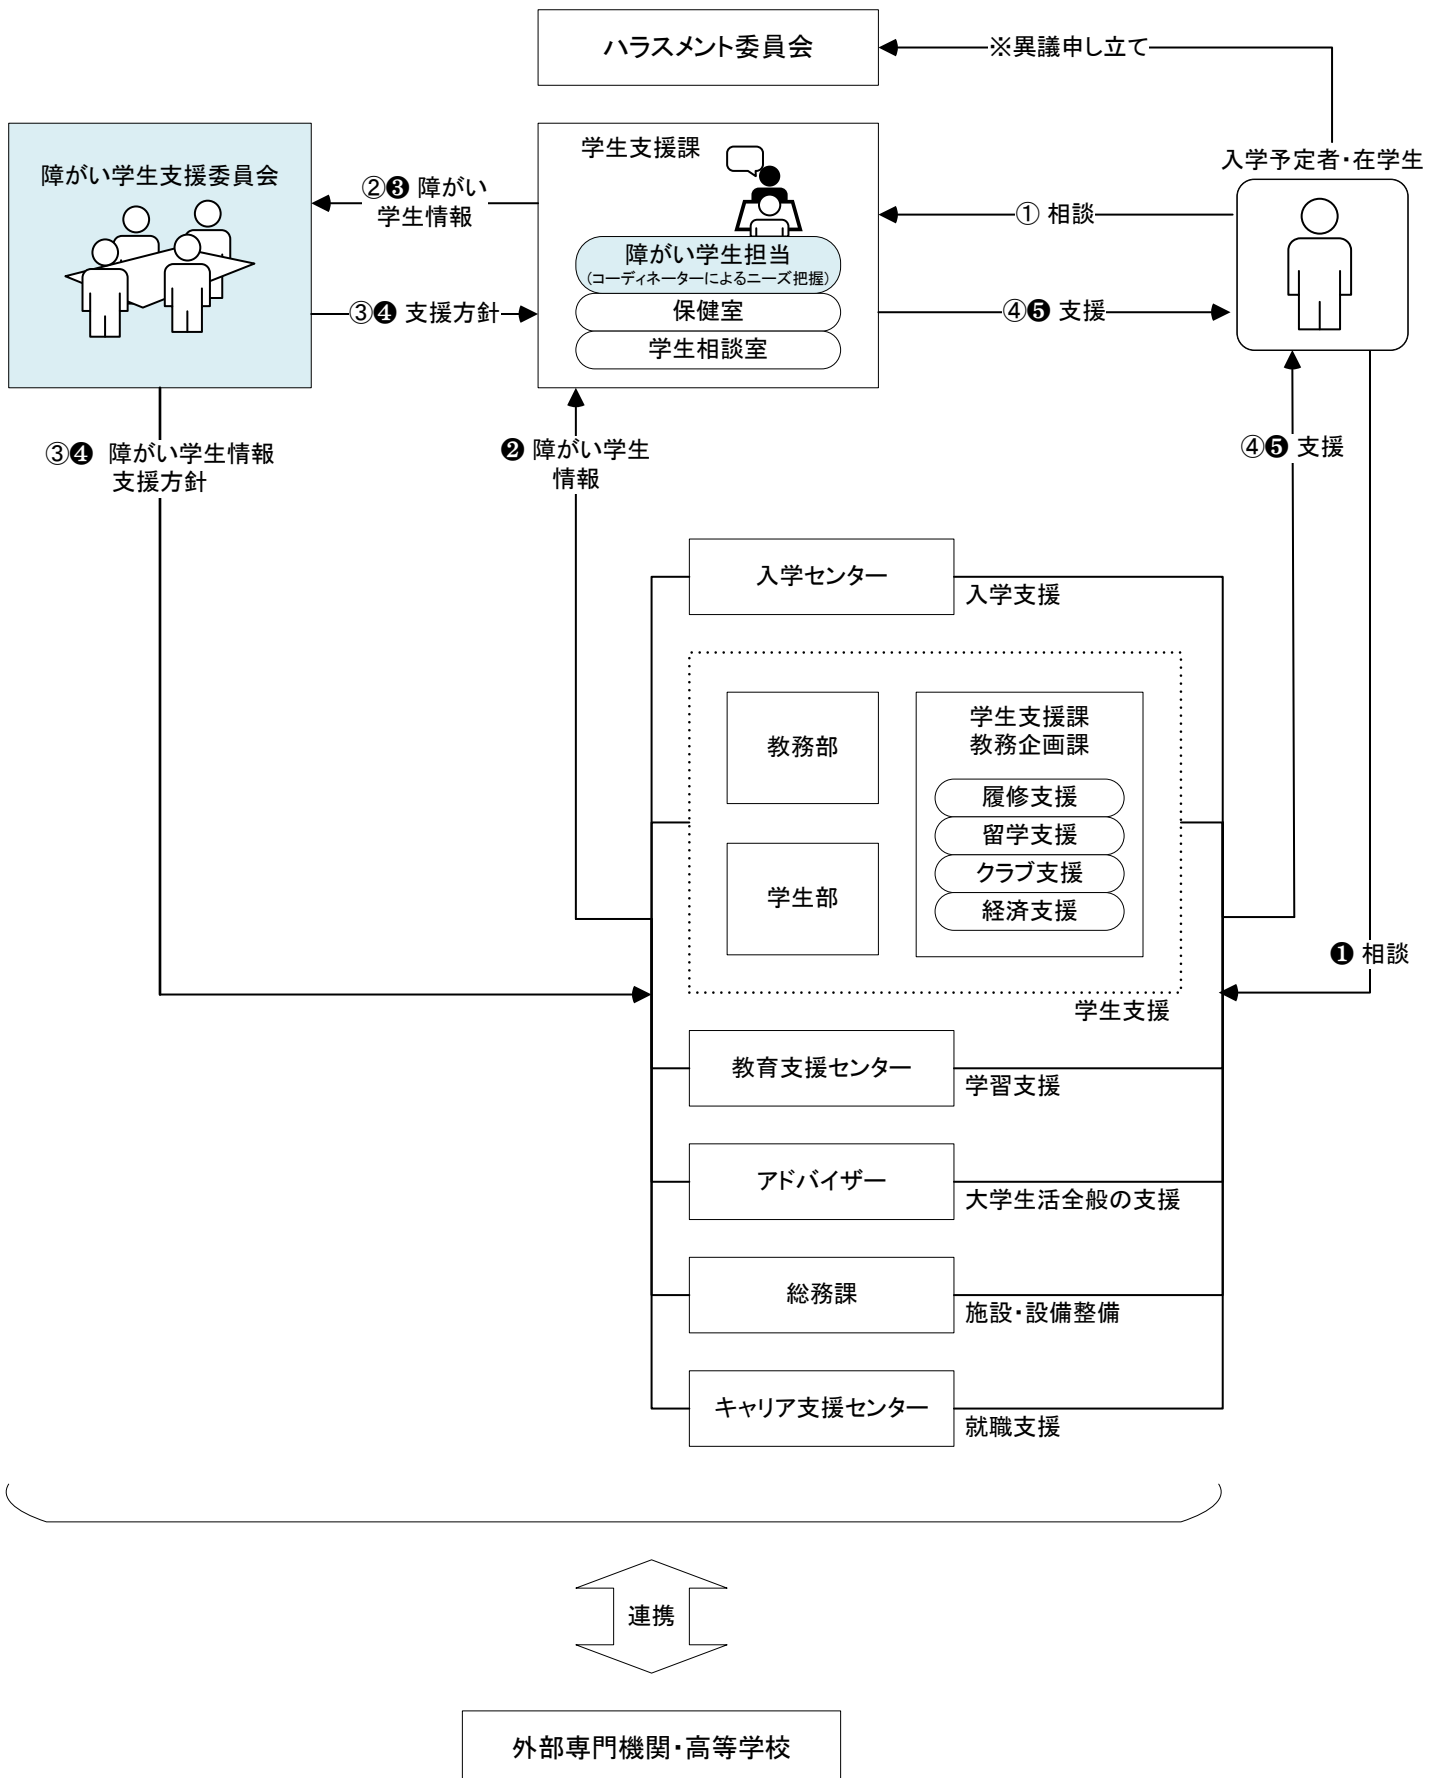 ハラスメント委員会
※異議申し立て
障がい学生支援委員会
②❸ 障がい
学生情報
③❹ 支援方針
学生支援課
障がい学生担当
(コーディネーターによるニーズ把握)
保健室
学生相談室
① 相談
④❺ 支援
入学予定者・在学生
③❹ 障がい学生情報
支援方針
❷ 障がい学生
情報
④❺ 支援
❶ 相談
入学センター
入学支援
教務部
学生部
学生支援課
教務企画課
履修支援
留学支援
クラブ支援
経済支援
学生支援
教育支援センター
学習支援
アドバイザー
大学生活全般の支援
総務課
施設・設備整備
キャリア支援センター
就職支援
連携
外部専門機関・高等学校